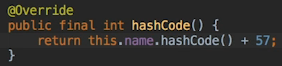 @Override
public final int hashCode() {
    return this.name.hashCode() + 57;
}